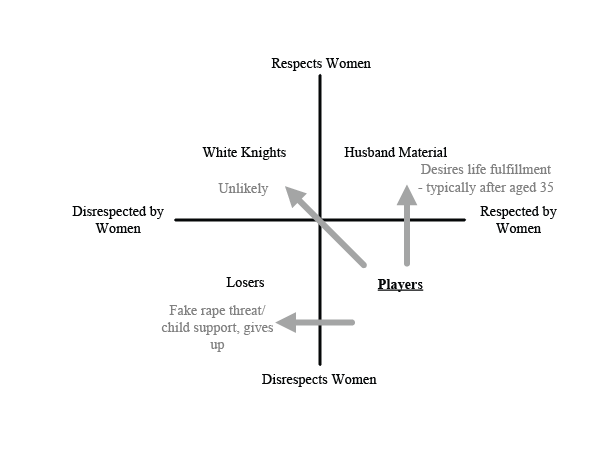 Respects Women
White Knights
Husband Material
Desires life fulfillment
- typically after aged 35
Unlikely
Disrespected by
Women
Respected by
Women
Losers
Players
Fake rape threat/
child support, gives
up
Disrespects Women